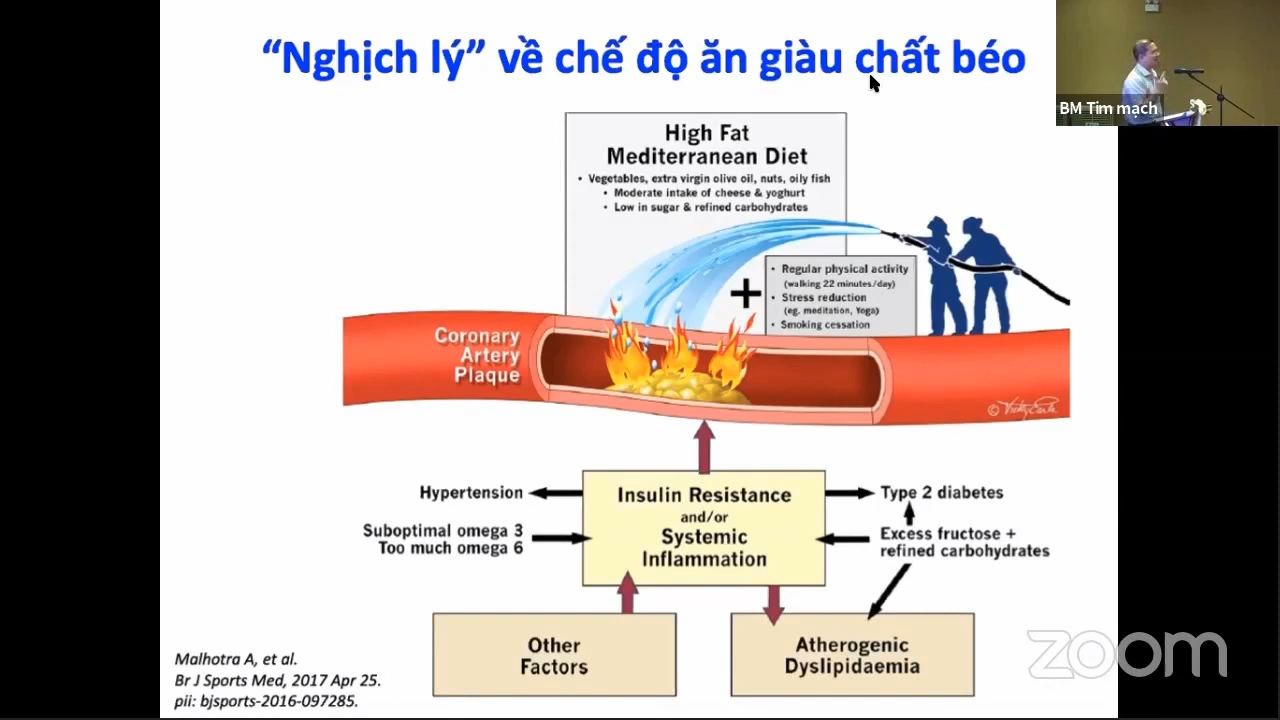 “Nghịch lý” về chế độ ăn giàu chất béo
BM Tim mach
High Fat
Mediterranean Diet
• Vegetables, extra virgin olive oil, nuts, oily fish
• Moderate intake of cheese & yoghurt
• Low in sugar & refined carbohydrates
+
• Regular physical activity
(walking 22 minutes/day)
• Stress reduction
(eg. meditation, Yoga)
• Smoking cessation
Coronary
Artery
Plaque
Hypertension
Suboptimal omega 3
Too much omega 6
Insulin Resistance
and/or
Systemic
Inflammation
Type 2 diabetes
Excess fructose +
refined carbohydrates
Other
Factors
Atherogenic
Dyslipidaemia
Malhotra A, et al.
Br J Sports Med, 2017 Apr 25.
pii: bjsports-2016-097285.
zoom